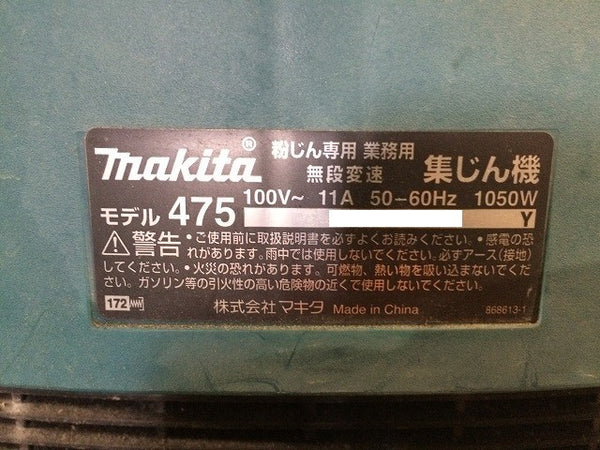 makita® 粉じん専用 業務用 集じん機
無段変速
モデル 475 100V～ 11A 50－60Hz 1050W
Y
⚠警告 ・ご使用前に取扱説明書を必ずよくお読みください。・感電の恐
れがあります。雨中では使用しないでください。必ずアース(接地)
してください。・火災の恐れがあります。可燃物、熱い物を吸い込まないでくだ
さい。ガソリン等の引火性の高い危険物の近くで使用しないでください。
172 株式会社 マキタ Made in China 868613-1